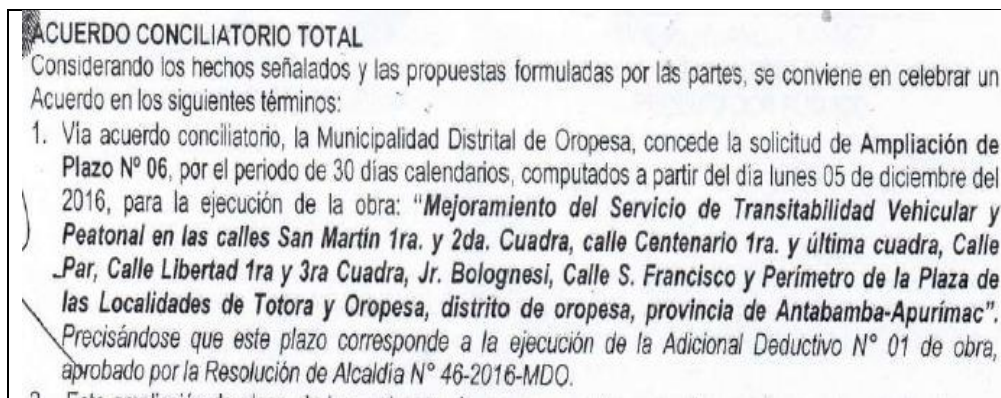 ACUERDO CONCILIATORIO TOTAL
Considerando los hechos señalados y las propuestas formuladas por las partes, se conviene en celebrar un
Acuerdo en los siguientes términos:
1. Vía acuerdo conciliatorio, la Municipalidad Distrital de Oropesa, concede la solicitud de Ampliación de
Plazo Nº 06, por el periodo de 30 días calendarios, computados a partir del día lunes 05 de diciembre del
2016, para la ejecución de la obra: "Mejoramiento del Servicio de Transitabilidad Vehicular y
Peatonal en las calles San Martín 1ra. y 2da. Cuadra, calle Centenario 1ra. y última cuadra, Calle
Par, Calle Libertad 1ra y 3ra Cuadra, Jr. Bolognesi, Calle S. Francisco y Perímetro de la Plaza de
las Localidades de Totora y Oropesa, distrito de oropesa, provincia de Antabamba-Apurímac".
Precisándose que este plazo corresponde a la ejecución de la Adicional Deductivo Nº 01 de obra,
aprobado por la Resolución de Alcaldía Nº 46-2016-MDO.